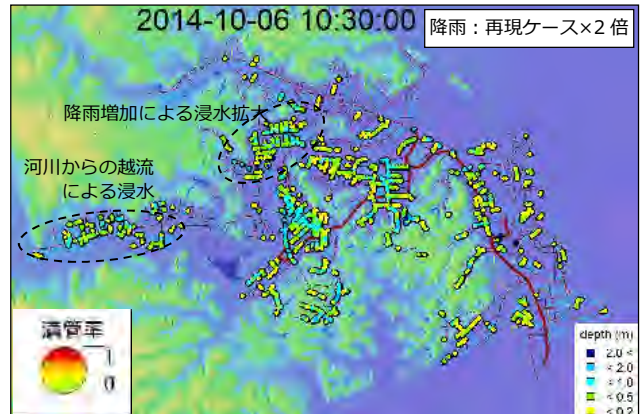 2014-10-06 10:30:00
降雨：再現ケース×2 倍
降雨増加による浸水拡大
河川からの越流
による浸水
満管率
1
0
depth (m)
2.0 <
< 2.0
< 1.0
< 0.5